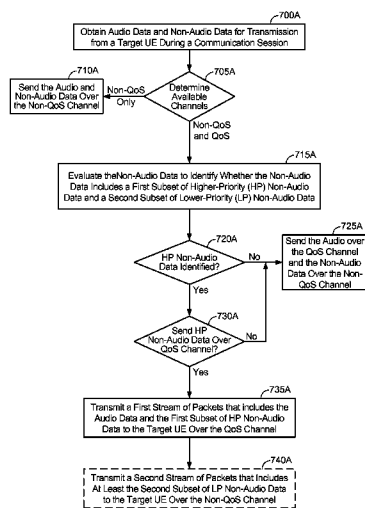 700A
Obtain Audio Data and Non-Audio Data for Transmission
from a Target UE During a Communication Session
710A
Send the Audio and
Non-Audio Data Over
the Non-QoS Channel
Non-QoS
Only
705A
Determine
Available
Channels
Non-QoS
and QoS
715A
Evaluate theNon-Audio Data to Identify Whether the Non-Audio
Data Includes a First Subset of Higher-Priority (HP) Non-Audio
Data and a Second Subset of Lower-Priority (LP) Non-Audio Data
720A
HP Non-Audio
Data Identified?
No
Yes
725A
Send the Audio over
the QoS Channel
and the Non-Audio
Data Over the Non-
QoS Channel
730A
Send HP
Non-Audio Data Over
QoS Channel?
No
Yes
735A
Transmit a First Stream of Packets that includes the
Audio Data and the First Subset of HP Non-Audio
Data to the Target UE Over the QoS Channel
740A
Transmit a Second Stream of Packets that Includes
At Least the Second Subset of LP Non-Audio Data
to the Target UE Over the Non-QoS Channel